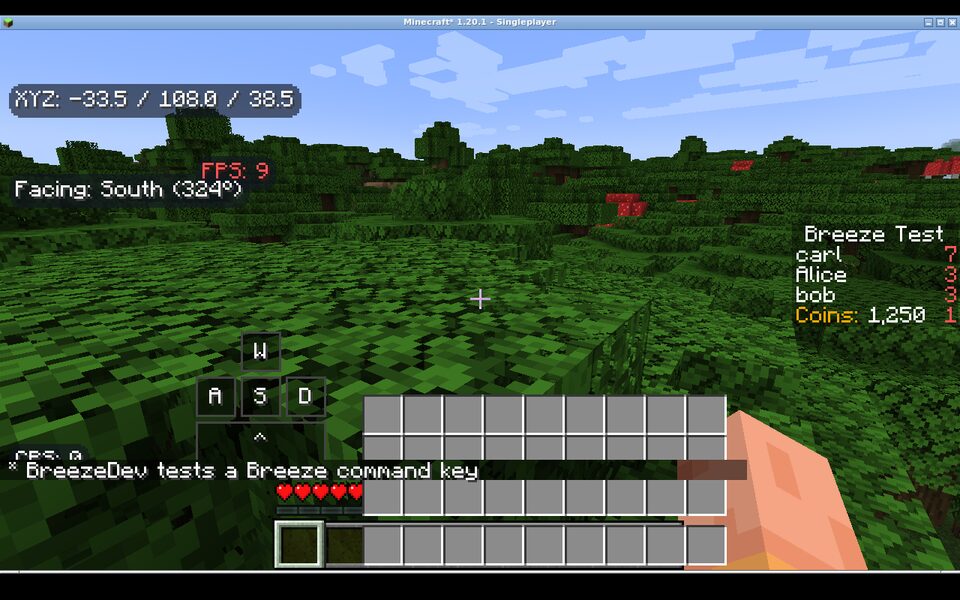 Minecraft* 1.20.1 - Singleplayer
XYZ: -33.5 / 108.0 / 38.5
FPS: 9
Facing: South (324°)
Breeze Test
carl 7
Alice 3
bob 3
Coins: 1,250 1
W
A S D
^
CPS: 0
* BreezeDev tests a Breeze command key